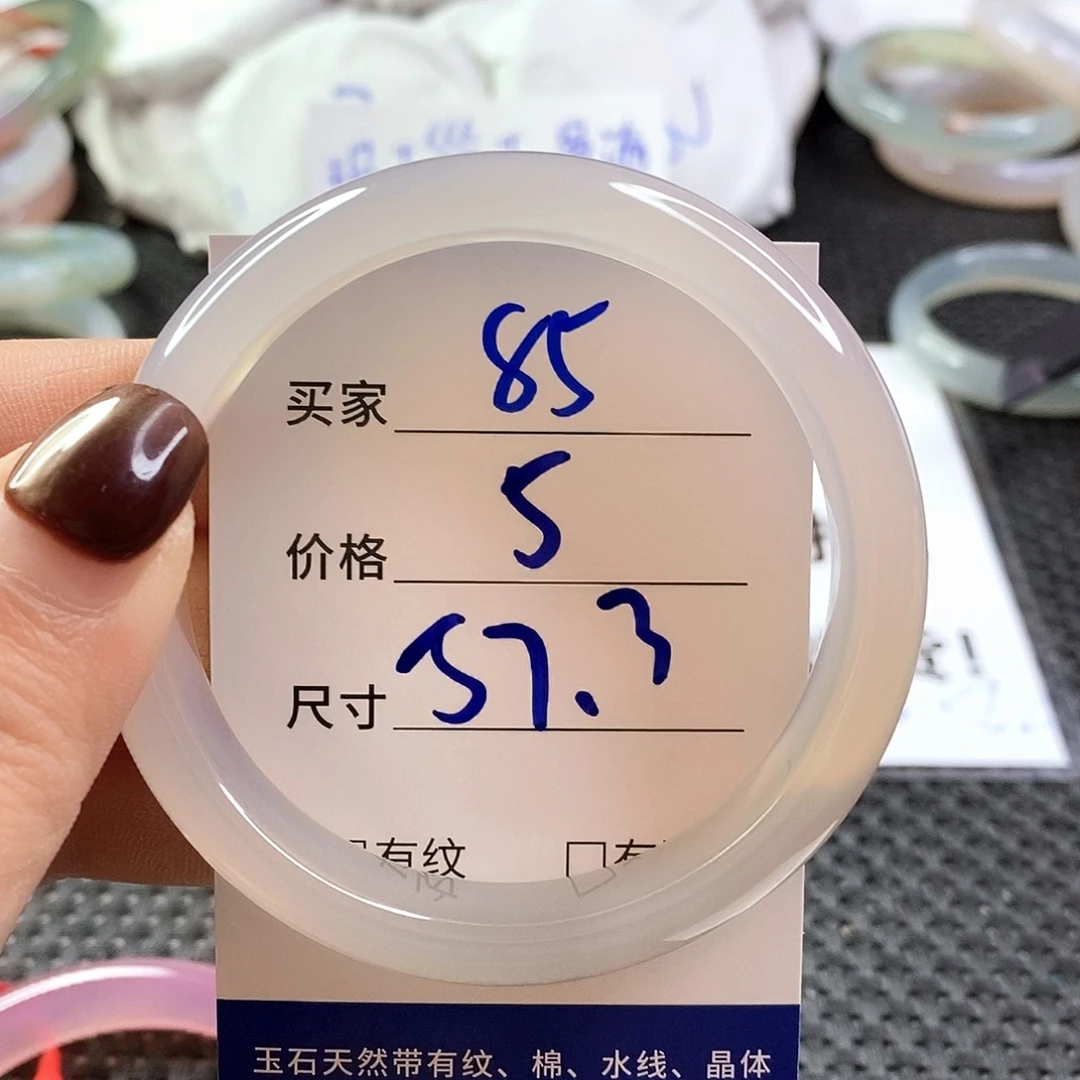 买家 85
价格 5
尺寸 57.3
有纹 □有
玉石天然带有纹、棉、水线、晶体